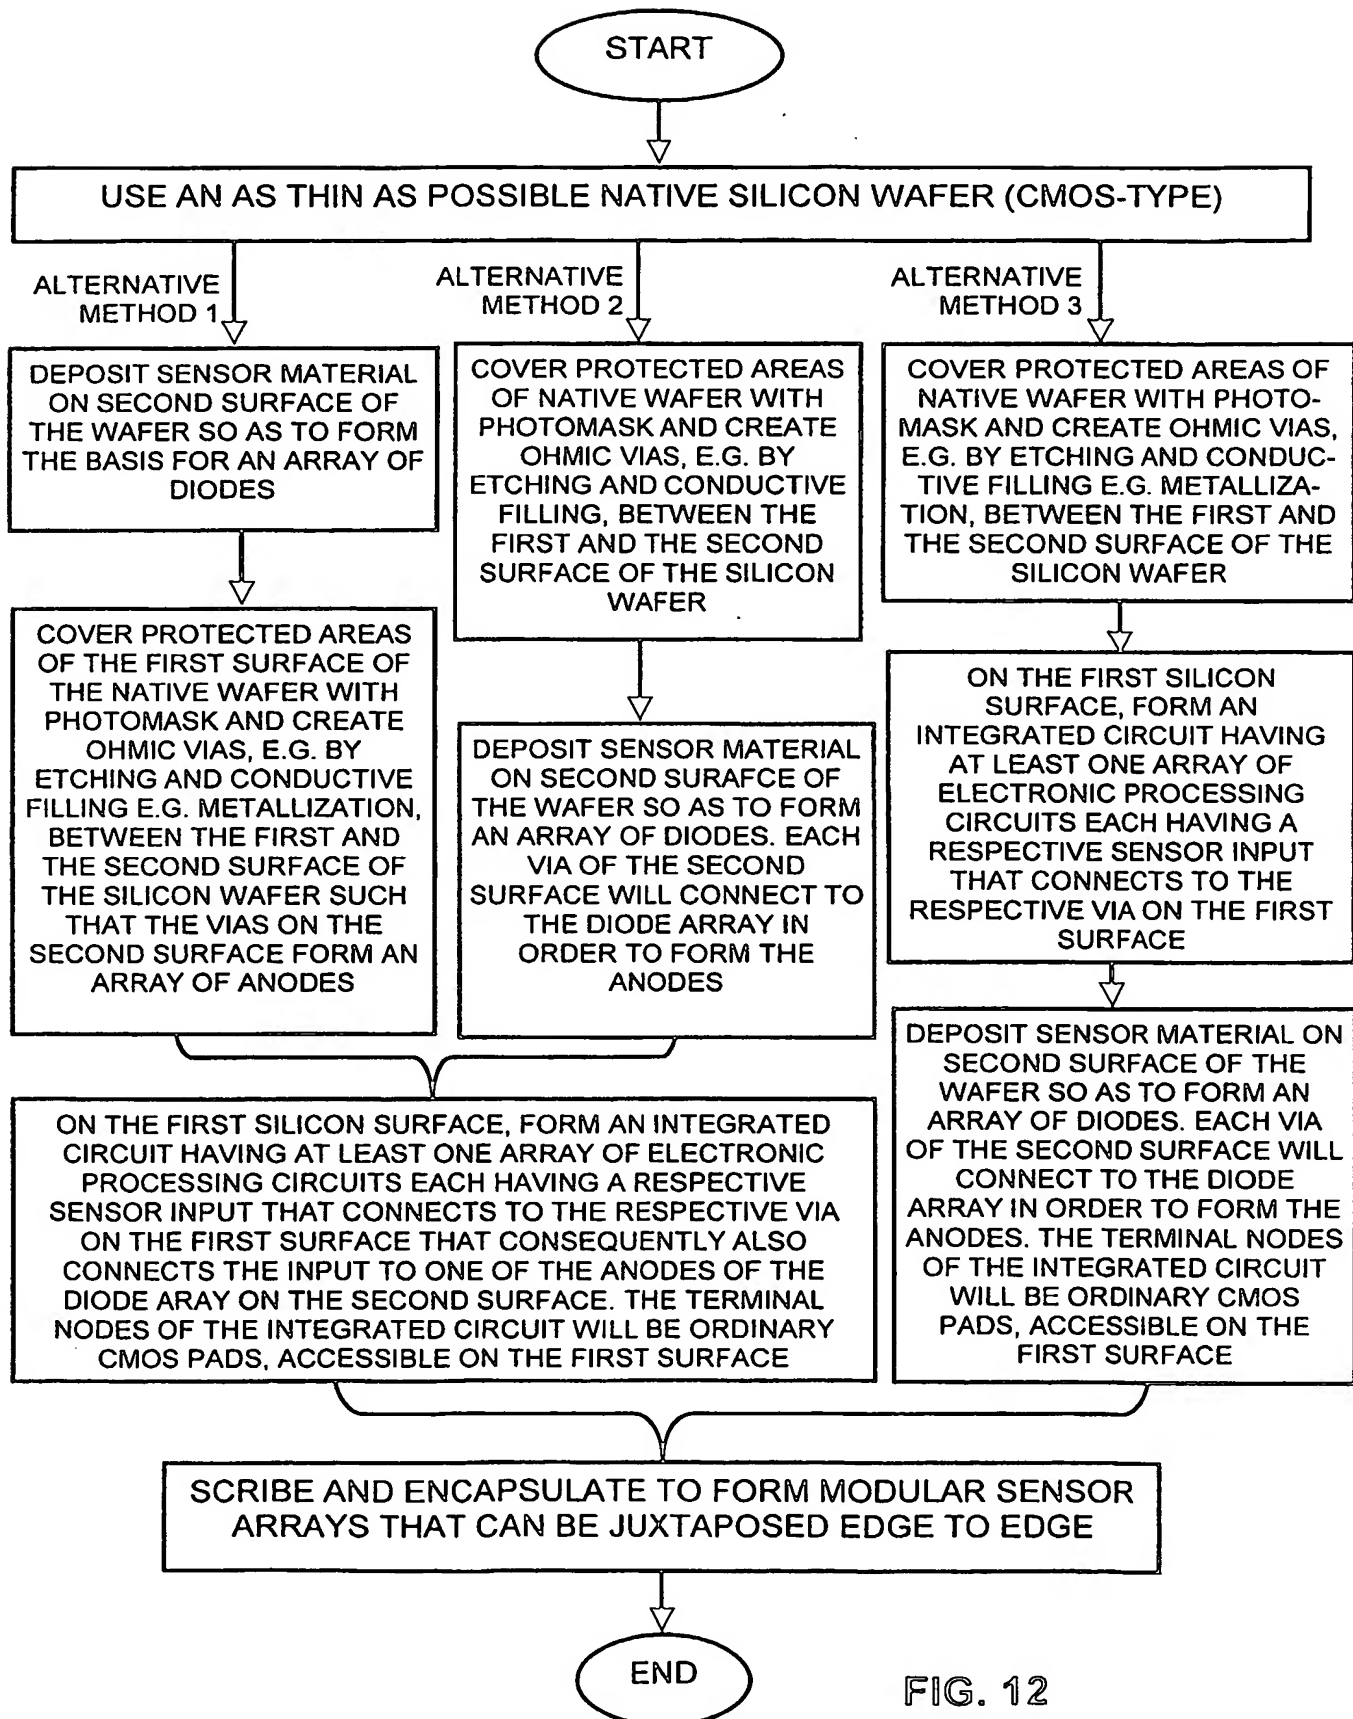 START
USE AN AS THIN AS POSSIBLE NATIVE SILICON WAFER (CMOS-TYPE)
ALTERNATIVE
METHOD 1
DEPOSIT SENSOR MATERIAL
ON SECOND SURFACE OF
THE WAFER SO AS TO FORM
THE BASIS FOR AN ARRAY OF
DIODES
COVER PROTECTED AREAS
OF THE FIRST SURFACE OF
THE NATIVE WAFER WITH
PHOTOMASK AND CREATE
OHMIC VIAS, E.G. BY
ETCHING AND CONDUCTIVE
FILLING E.G. METALLIZATION,
BETWEEN THE FIRST AND
THE SECOND SURFACE OF
THE SILICON WAFER SUCH
THAT THE VIAS ON THE
SECOND SURFACE FORM AN
ARRAY OF ANODES
ALTERNATIVE
METHOD 2
COVER PROTECTED AREAS
OF NATIVE WAFER WITH
PHOTOMASK AND CREATE
OHMIC VIAS, E.G. BY
ETCHING AND CONDUCTIVE
FILLING, BETWEEN THE
FIRST AND THE SECOND
SURFACE OF THE SILICON
WAFER
DEPOSIT SENSOR MATERIAL
ON SECOND SURAFCE OF
THE WAFER SO AS TO FORM
AN ARRAY OF DIODES. EACH
VIA OF THE SECOND
SURFACE WILL CONNECT TO
THE DIODE ARRAY IN
ORDER TO FORM THE
ANODES
ON THE FIRST SILICON SURFACE, FORM AN INTEGRATED
CIRCUIT HAVING AT LEAST ONE ARRAY OF ELECTRONIC
PROCESSING CIRCUITS EACH HAVING A RESPECTIVE
SENSOR INPUT THAT CONNECTS TO THE RESPECTIVE VIA
ON THE FIRST SURFACE THAT CONSEQUENTLY ALSO
CONNECTS THE INPUT TO ONE OF THE ANODES OF THE
DIODE ARAY ON THE SECOND SURFACE. THE TERMINAL
NODES OF THE INTEGRATED CIRCUIT WILL BE ORDINARY
CMOS PADS, ACCESSIBLE ON THE FIRST SURFACE
ALTERNATIVE
METHOD 3
COVER PROTECTED AREAS OF
NATIVE WAFER WITH PHOTO-
MASK AND CREATE OHMIC VIAS,
E.G. BY ETCHING AND CONDUC-
TIVE FILLING E.G. METALLIZA-
TION, BETWEEN THE FIRST AND
THE SECOND SURFACE OF THE
SILICON WAFER
ON THE FIRST SILICON
SURFACE, FORM AN
INTEGRATED CIRCUIT HAVING
AT LEAST ONE ARRAY OF
ELECTRONIC PROCESSING
CIRCUITS EACH HAVING A
RESPECTIVE SENSOR INPUT
THAT CONNECTS TO THE
RESPECTIVE VIA ON THE FIRST
SURFACE
DEPOSIT SENSOR MATERIAL ON
SECOND SURFACE OF THE
WAFER SO AS TO FORM AN
ARRAY OF DIODES. EACH VIA
OF THE SECOND SURFACE WILL
CONNECT TO THE DIODE
ARRAY IN ORDER TO FORM THE
ANODES. THE TERMINAL NODES
OF THE INTEGRATED CIRCUIT
WILL BE ORDINARY CMOS
PADS, ACCESSIBLE ON THE
FIRST SURFACE
SCRIBE AND ENCAPSULATE TO FORM MODULAR SENSOR
ARRAYS THAT CAN BE JUXTAPOSED EDGE TO EDGE
END
FIG. 12